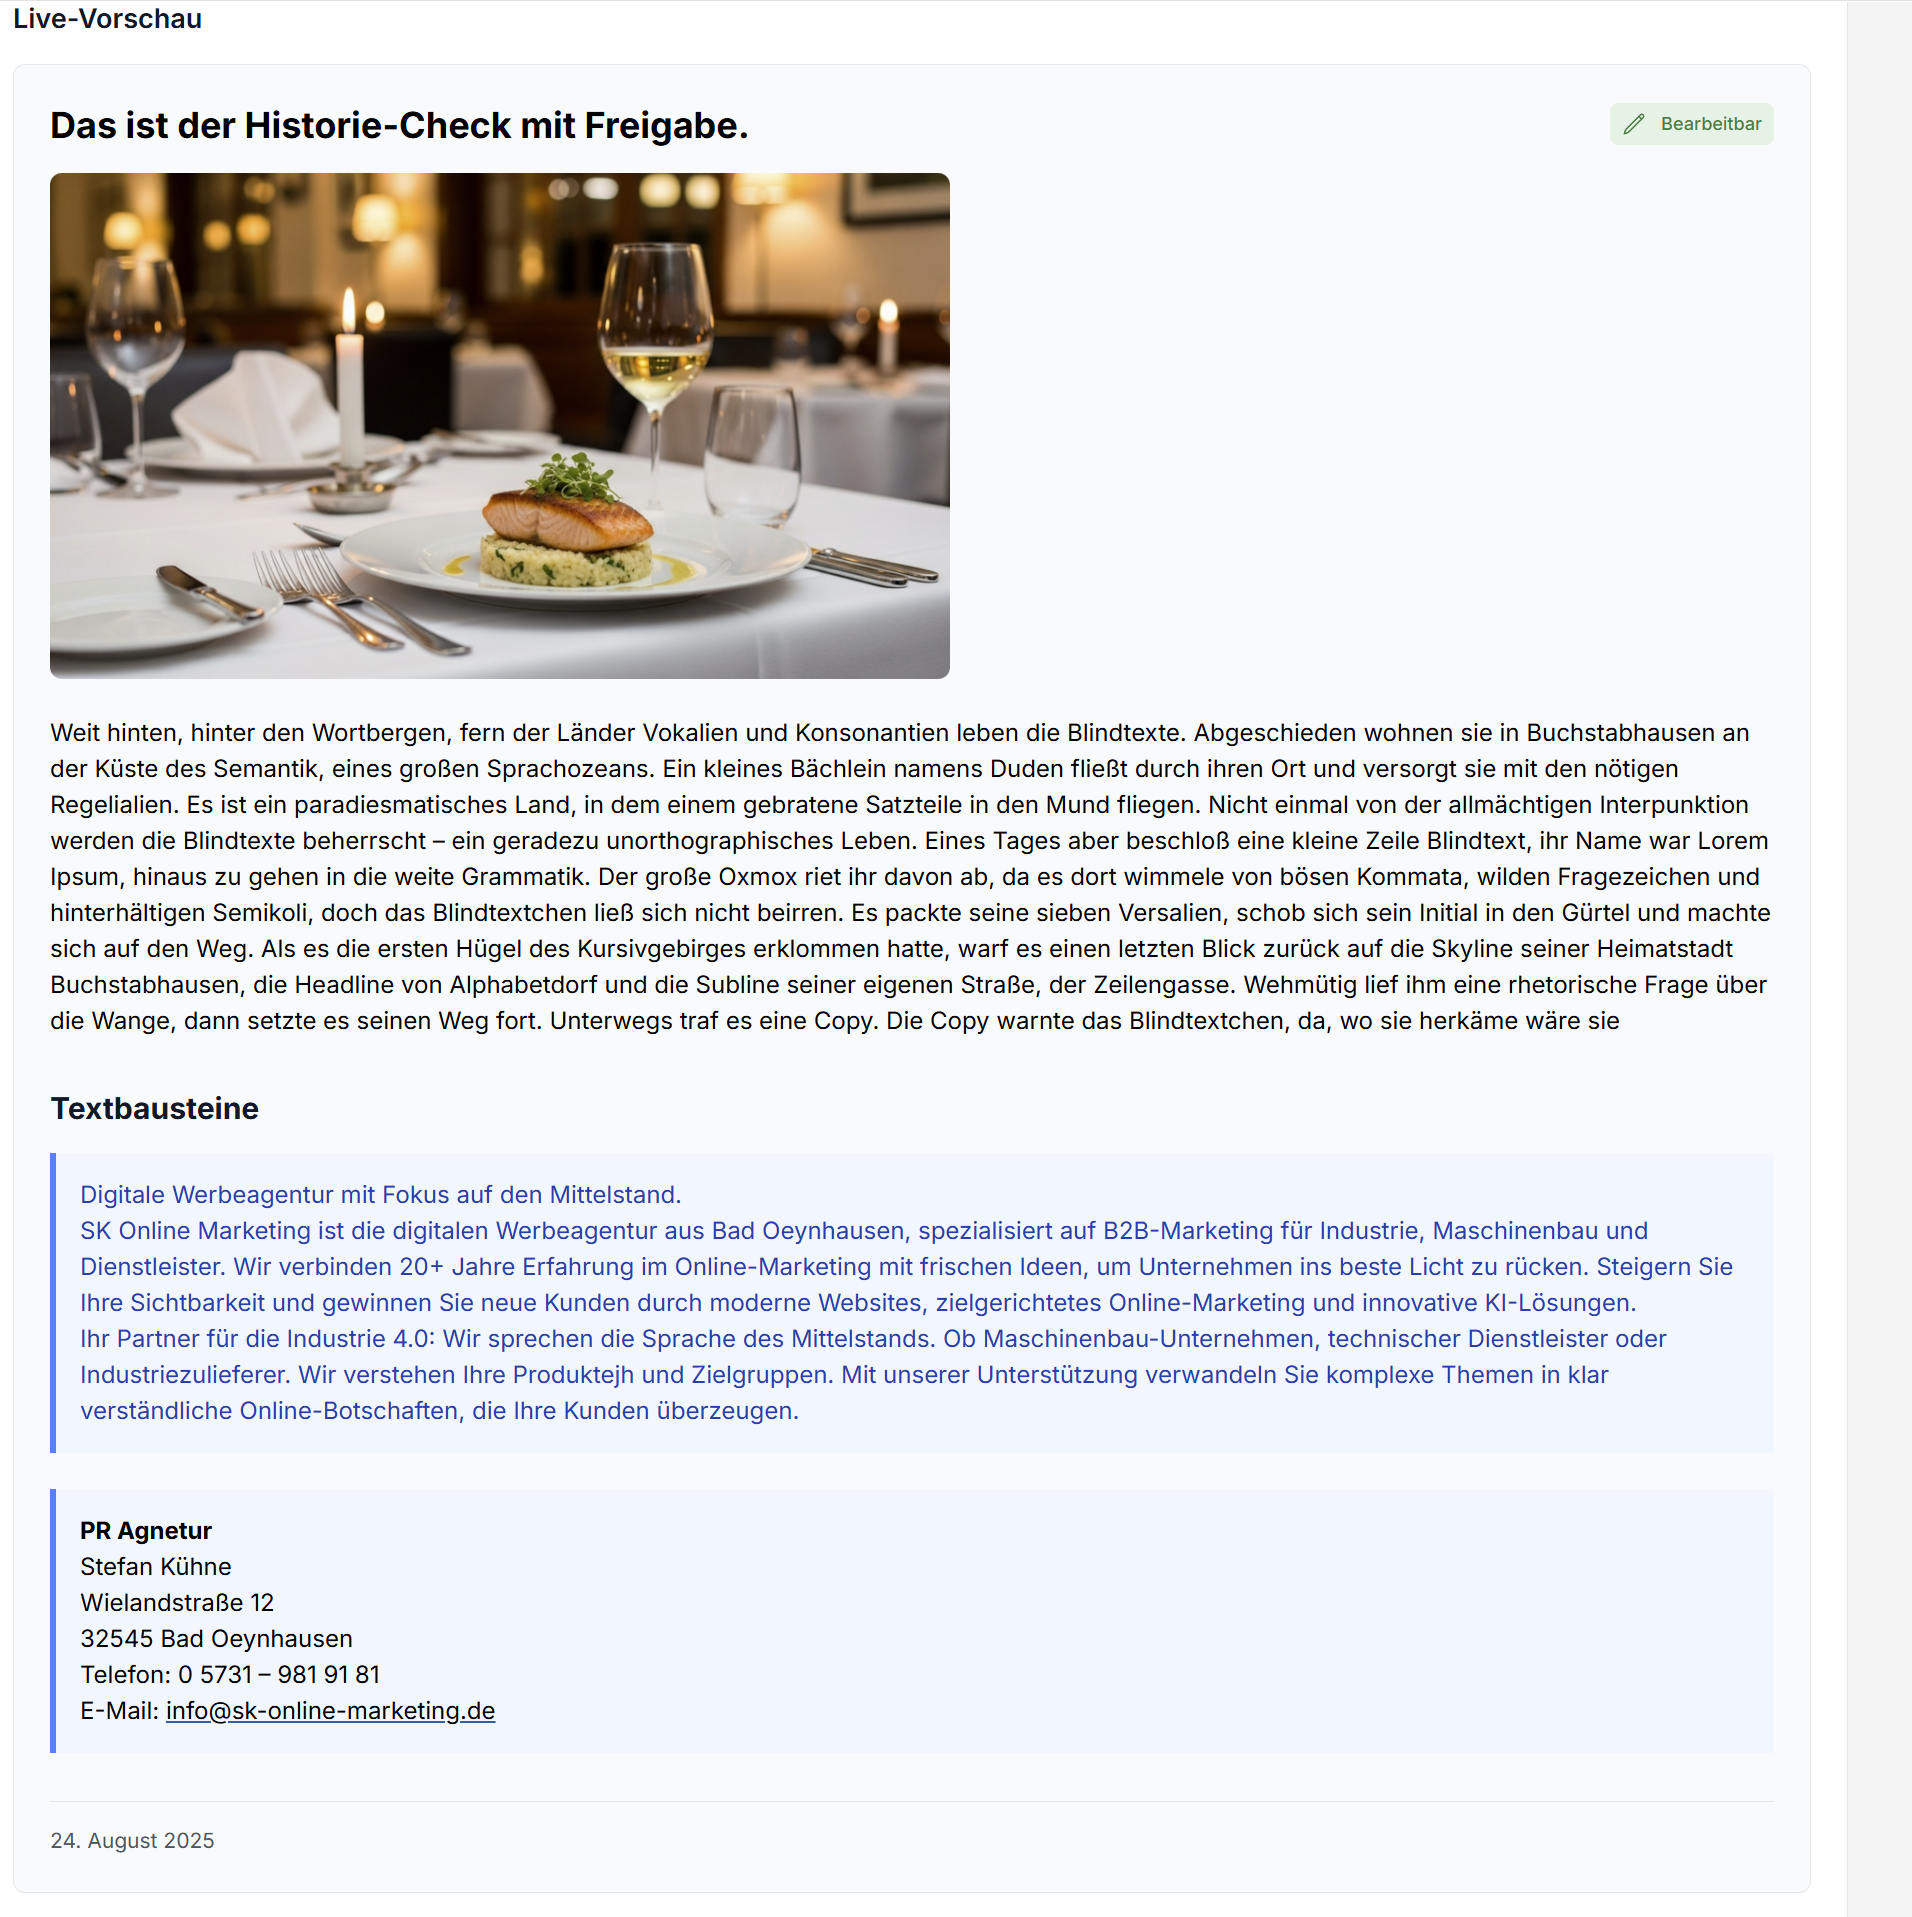 Live-Vorschau
Das ist der Historie-Check mit Freigabe.
Bearbeitbar
Weit hinten, hinter den Wortbergen, fern der Länder Vokalien und Konsonantien leben die Blindtexte. Abgeschieden wohnen sie in Buchstabhausen an
der Küste des Semantik, eines großen Sprachozeans. Ein kleines Bächlein namens Duden fließt durch ihren Ort und versorgt sie mit den nötigen
Regelialien. Es ist ein paradiesmatisches Land, in dem einem gebratene Satzteile in den Mund fliegen. Nicht einmal von der allmächtigen Interpunktion
werden die Blindtexte beherrscht – ein geradezu unorthographisches Leben. Eines Tages aber beschloß eine kleine Zeile Blindtext, ihr Name war Lorem
Ipsum, hinaus zu gehen in die weite Grammatik. Der große Oxmox riet ihr davon ab, da es dort wimmele von bösen Kommata, wilden Fragezeichen und
hinterhältigen Semikoli, doch das Blindtextchen ließ sich nicht beirren. Es packte seine sieben Versalien, schob sich sein Initial in den Gürtel und machte
sich auf den Weg. Als es die ersten Hügel des Kursivgebirges erklommen hatte, warf es einen letzten Blick zurück auf die Skyline seiner Heimatstadt
Buchstabhausen, die Headline von Alphabetdorf und die Subline seiner eigenen Straße, der Zeilengasse. Wehmütig lief ihm eine rhetorische Frage über
die Wange, dann setzte es seinen Weg fort. Unterwegs traf es eine Copy. Die Copy warnte das Blindtextchen, da, wo sie herkäme wäre sie
Textbausteine
Digitale Werbeagentur mit Fokus auf den Mittelstand.
SK Online Marketing ist die digitalen Werbeagentur aus Bad Oeynhausen, spezialisiert auf B2B-Marketing für Industrie, Maschinenbau und
Dienstleister. Wir verbinden 20+ Jahre Erfahrung im Online-Marketing mit frischen Ideen, um Unternehmen ins beste Licht zu rücken. Steigern Sie
Ihre Sichtbarkeit und gewinnen Sie neue Kunden durch moderne Websites, zielgerichtetes Online-Marketing und innovative KI-Lösungen.
Ihr Partner für die Industrie 4.0: Wir sprechen die Sprache des Mittelstands. Ob Maschinenbau-Unternehmen, technischer Dienstleister oder
Industriezulieferer. Wir verstehen Ihre Produktejh und Zielgruppen. Mit unserer Unterstützung verwandeln Sie komplexe Themen in klar
verständliche Online-Botschaften, die Ihre Kunden überzeugen.
PR Agnetur
Stefan Kühne
Wielandstraße 12
32545 Bad Oeynhausen
Telefon: 0 5731 – 981 91 81
E-Mail: info@sk-online-marketing.de
24. August 2025